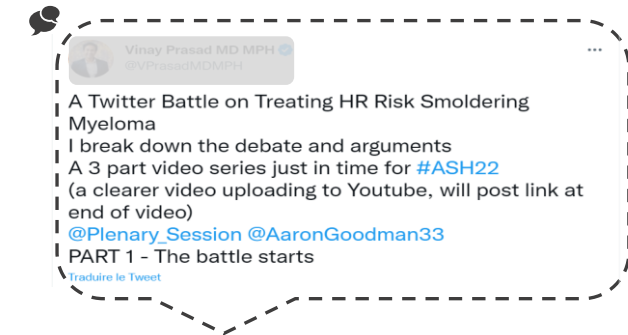 Vinay Prasad MD MPH
@VPrasadMDMPH
A Twitter Battle on Treating HR Risk Smoldering
Myeloma
I break down the debate and arguments
A 3 part video series just in time for #ASH22
(a clearer video uploading to Youtube, will post link at
end of video)
@Plenary_Session @AaronGoodman33
PART 1 - The battle starts
Traduire le Tweet